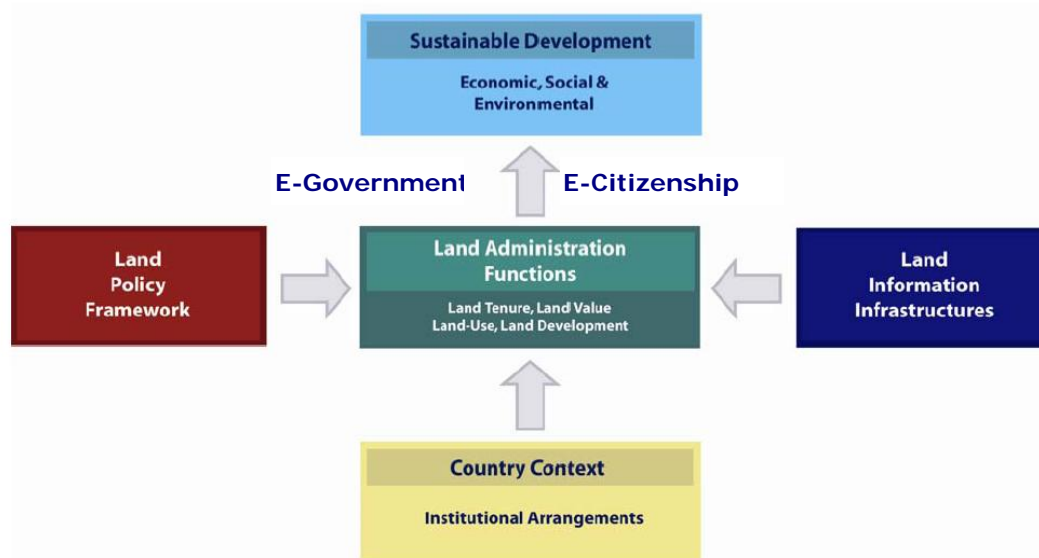 Sustainable Development
Economic, Social &
Environmental
E-Government
E-Citizenship
Land
Policy
Framework
Land Administration
Functions
Land Tenure, Land Value
Land-Use, Land Development
Land
Information
Infrastructures
Country Context
Institutional Arrangements